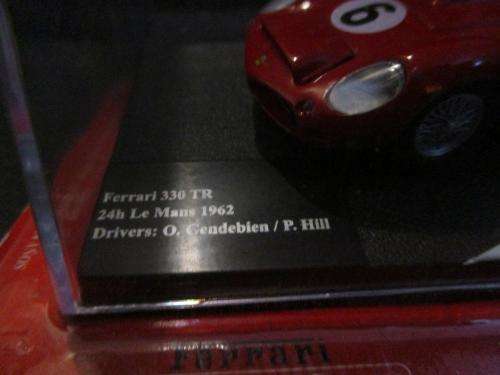 6
Ferrari 330 TR
24h Le Mans 1962
Drivers: O. Gendebien / P. Hill
Ferrari